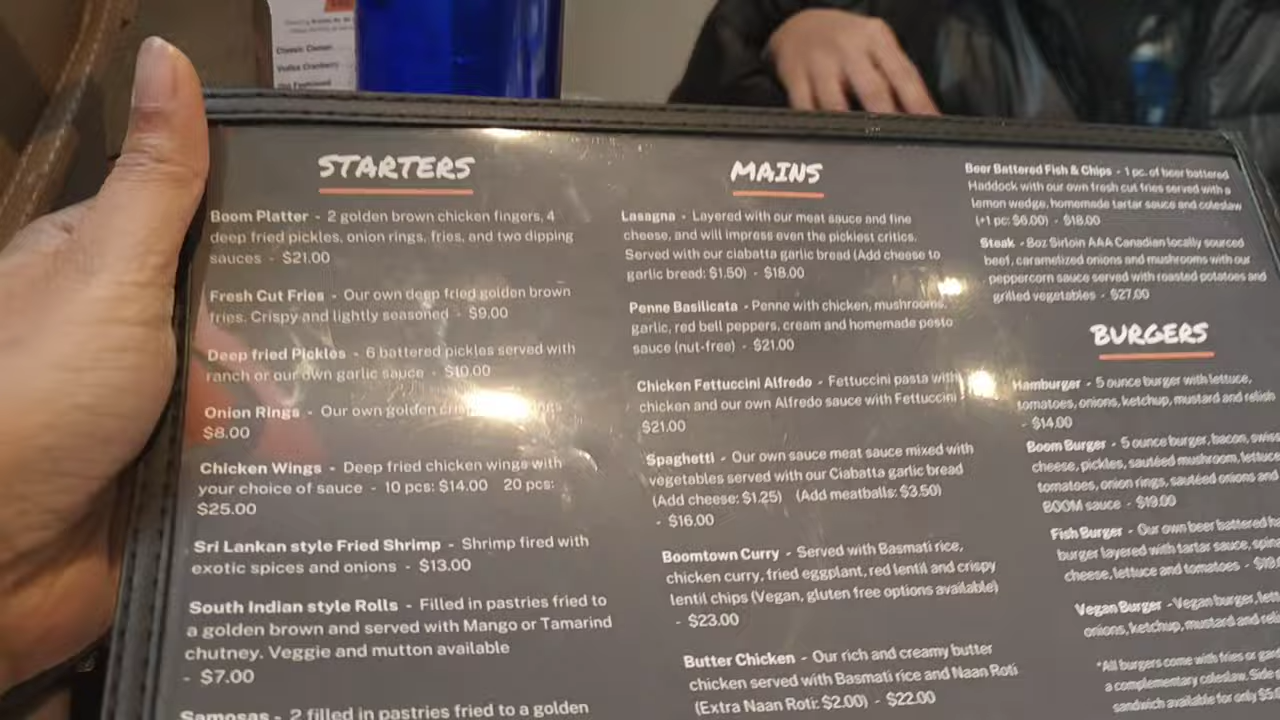 Classic Caesar
Vodka Cranberry
Old Fashioned
STARTERS
Boom Platter - 2 golden brown chicken fingers, 4
deep fried pickles, onion rings, fries, and two dipping
sauces - $21.00
Fresh Cut Fries - Our own deep fried golden brown
fries. Crispy and lightly seasoned - $9.00
Deep fried Pickles - 6 battered pickles served with
ranch or our own garlic sauce - $10.00
Onion Rings - Our own golden
$8.00
Chicken Wings - Deep fried chicken wings with
your choice of sauce - 10 pcs: $14.00 20 pcs:
$25.00
Sri Lankan style Fried Shrimp - Shrimp fired with
exotic spices and onions - $13.00
South Indian style Rolls - Filled in pastries fried to
a golden brown and served with Mango or Tamarind
chutney. Veggie and mutton available
- $7.00
Samosas - 2 filled in pastries fried to a golden
MAINS
Lasagna - Layered with our meat sauce and fine
cheese, and will impress even the pickiest critics.
Served with our ciabatta garlic bread (Add cheese to
garlic bread: $1.50) - $18.00
Penne Basilicata - Penne with chicken, mushrooms,
garlic, red bell peppers, cream and homemade pesto
sauce (nut-free) - $21.00
Chicken Fettuccini Alfredo - Fettuccini pasta with
chicken and our own Alfredo sauce with Fettuccini
$21.00
Spaghetti - Our own sauce meat sauce mixed with
vegetables served with our Ciabatta garlic bread
(Add cheese: $1.25) (Add meatballs: $3.50)
- $16.00
Boomtown Curry - Served with Basmati rice,
chicken curry, fried eggplant, red lentil and crispy
lentil chips (Vegan, gluten free options available)
- $23.00
Butter Chicken - Our rich and creamy butter
chicken served with Basmati rice and Naan Roti
(Extra Naan Roti: $2.00) - $22.00
Beer Battered Fish & Chips - 1 pc. of beer battered
Haddock with our own fresh cut fries served with a
lemon wedge, homemade tartar sauce and coleslaw
(+1 pc: $6.00) - $18.00
Steak - 8oz Sirloin AAA Canadian locally sourced
beef, caramelized onions and mushrooms with our
peppercorn sauce served with roasted potatoes and
grilled vegetables - $27.00
BURGERS
Hamburger - 5 ounce burger with lettuce,
tomatoes, onions, ketchup, mustard and relish
- $14.00
Boom Burger - 5 ounce burger, bacon, swiss
cheese, pickles, sautéed mushroom, lettuce
tomatoes, onion rings, sautéed onions and
BOOM sauce - $19.00
Fish Burger - Our own beer battered
burger layered with tartar sauce,
cheese, lettuce and tomatoes -
Vegan Burger - Vegan burger,
onions, ketchup, mustard and
*All burgers come with fries or
a complementary coleslaw. Side
sandwich available for only